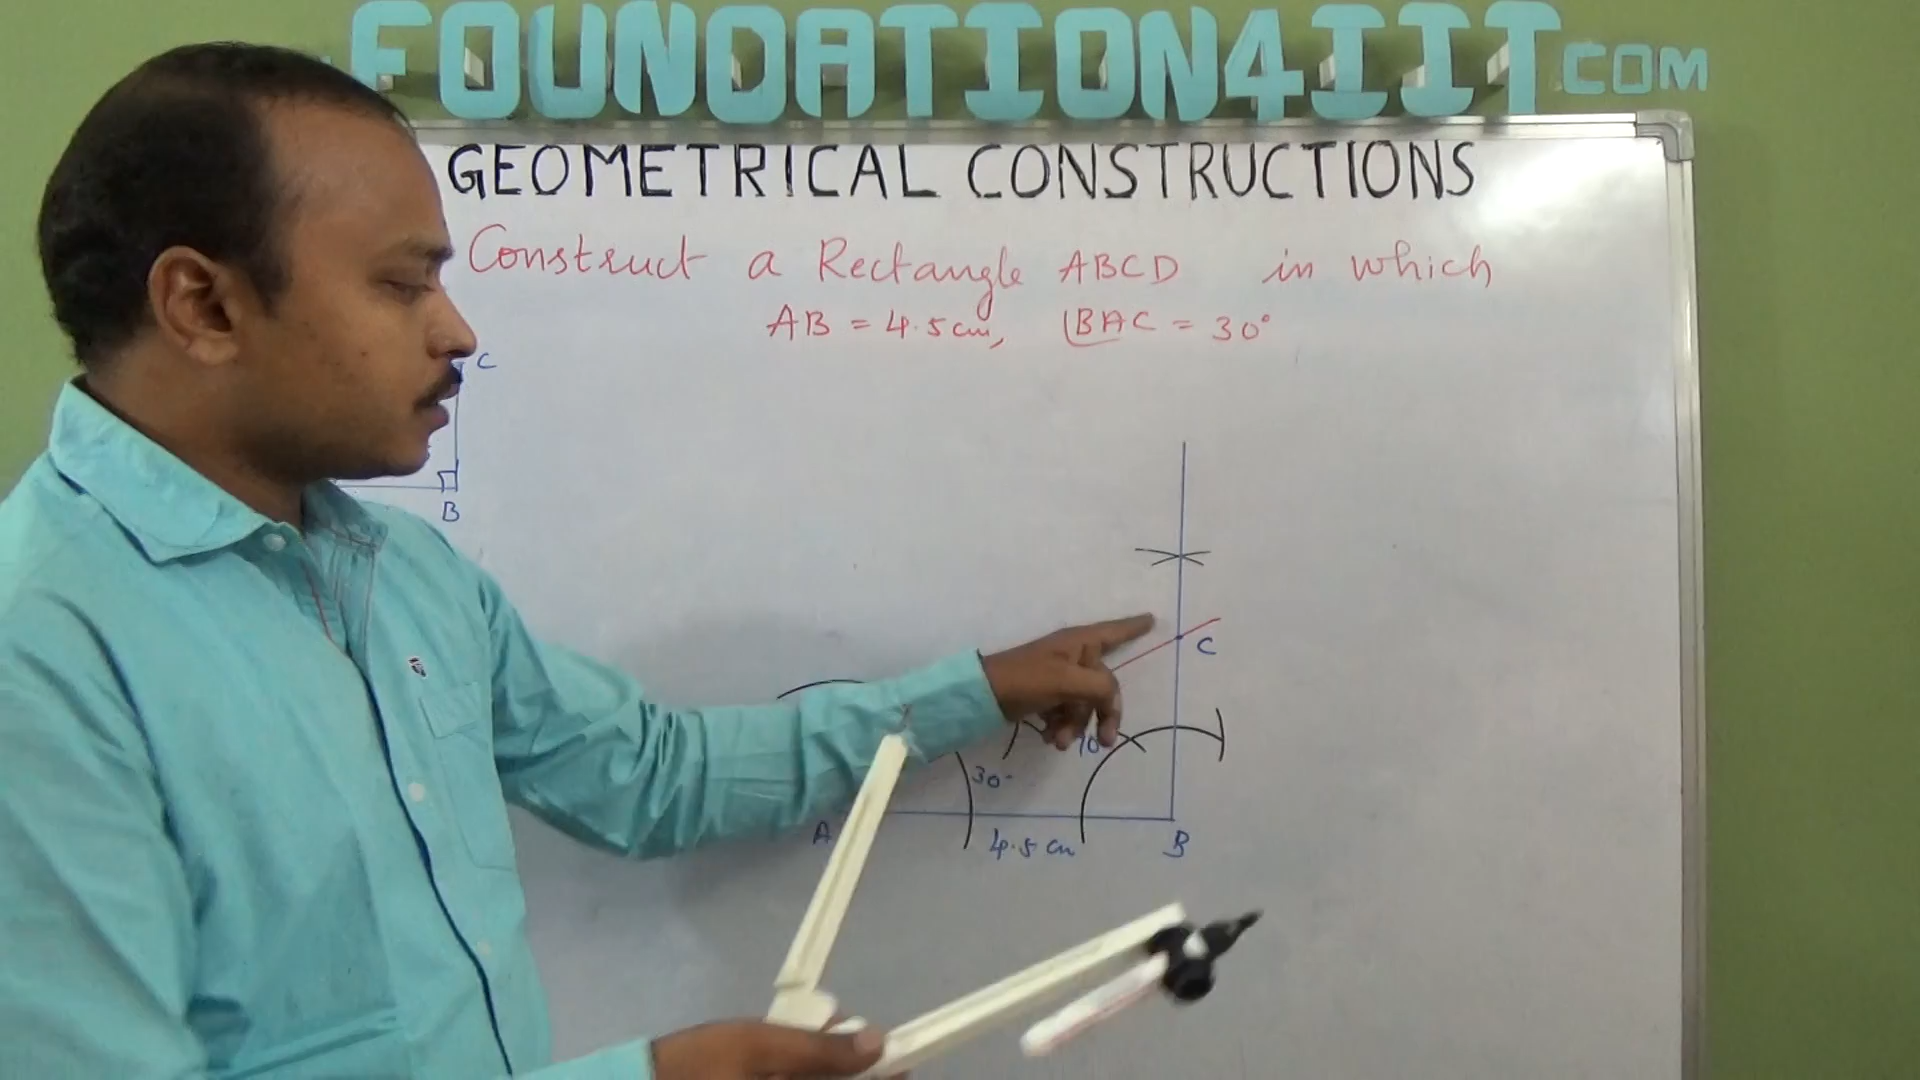 FOUNDATION4IIT.COM
GEOMETRICAL CONSTRUCTIONS
Construct a Rectangle ABCD in which
AB = 4.5 cm, ∠BAC = 30°
C
B
C
30°
A
4.5 cm
B